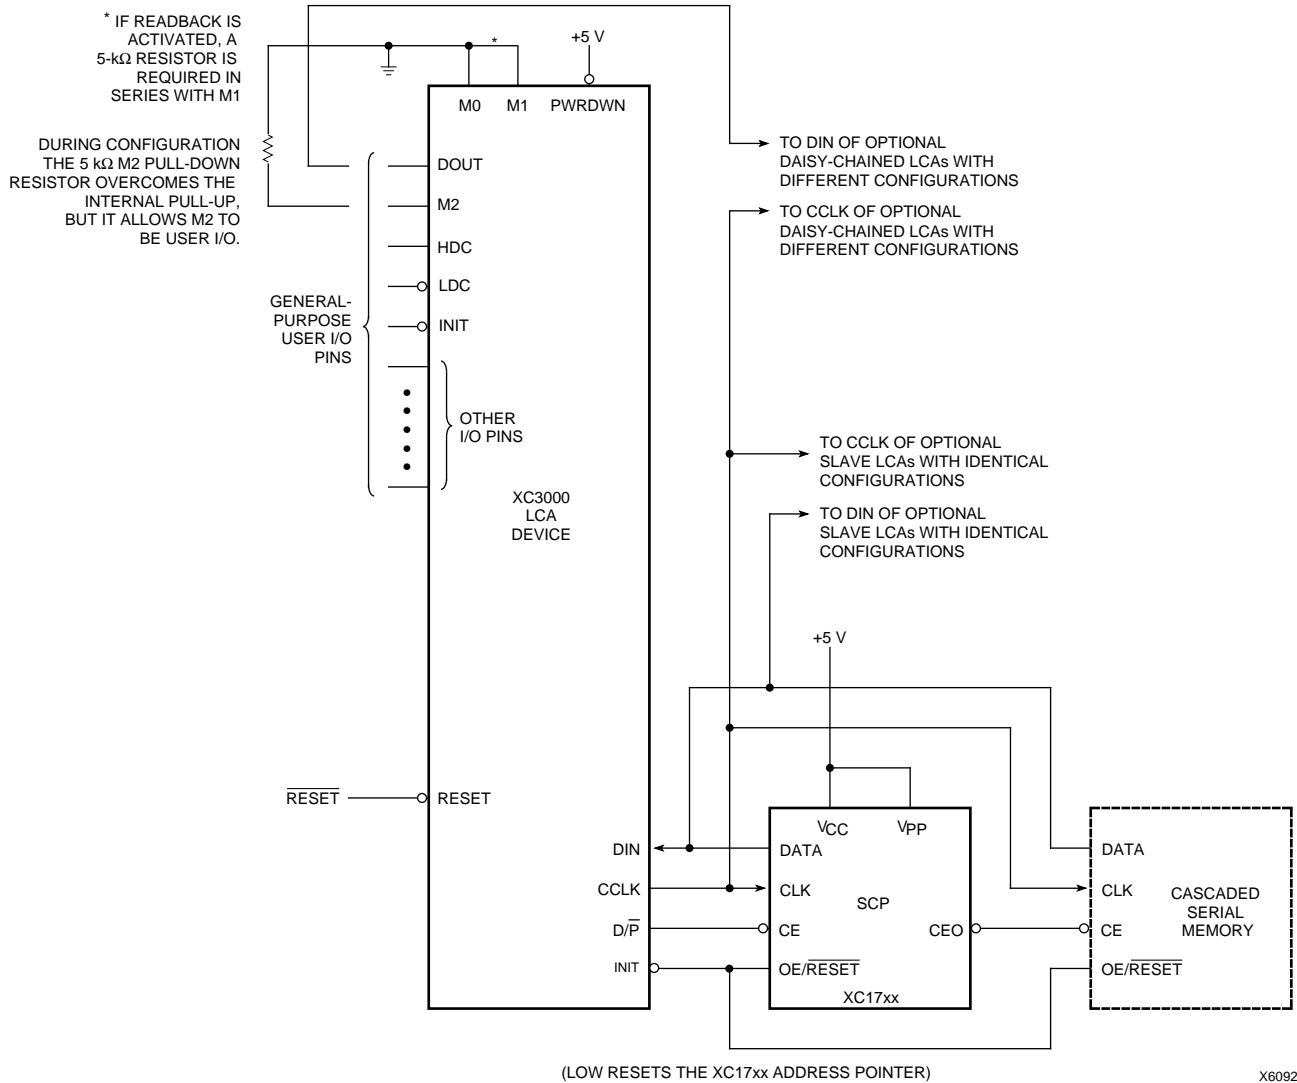 * IF READBACK IS
ACTIVATED, A
5-kΩ RESISTOR IS
REQUIRED IN
SERIES WITH M1
*
+5 V
M0
M1
PWRDWN
DURING CONFIGURATION
THE 5 kΩ M2 PULL-DOWN
RESISTOR OVERCOMES THE
INTERNAL PULL-UP,
BUT IT ALLOWS M2 TO
BE USER I/O.
DOUT
M2
HDC
LDC
INIT
GENERAL-
PURPOSE
USER I/O
PINS
OTHER
I/O PINS
TO DIN OF OPTIONAL
DAISY-CHAINED LCAs WITH
DIFFERENT CONFIGURATIONS
TO CCLK OF OPTIONAL
DAISY-CHAINED LCAs WITH
DIFFERENT CONFIGURATIONS
TO CCLK OF OPTIONAL
SLAVE LCAs WITH IDENTICAL
CONFIGURATIONS
TO DIN OF OPTIONAL
SLAVE LCAs WITH IDENTICAL
CONFIGURATIONS
XC3000
LCA
DEVICE
+5 V
RESET
RESET
DIN
CCLK
D/P
INIT
VCC
VPP
DATA
CLK
SCP
CE
CEO
OE/RESET
XC17xx
DATA
CLK
CE
OE/RESET
CASCADED
SERIAL
MEMORY
(LOW RESETS THE XC17xx ADDRESS POINTER)
X6092